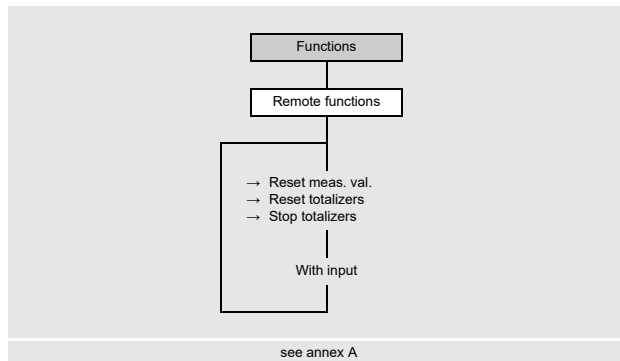 Functions
Remote functions
→ Reset meas. val.
→ Reset totalizers
→ Stop totalizers
With input
see annex A